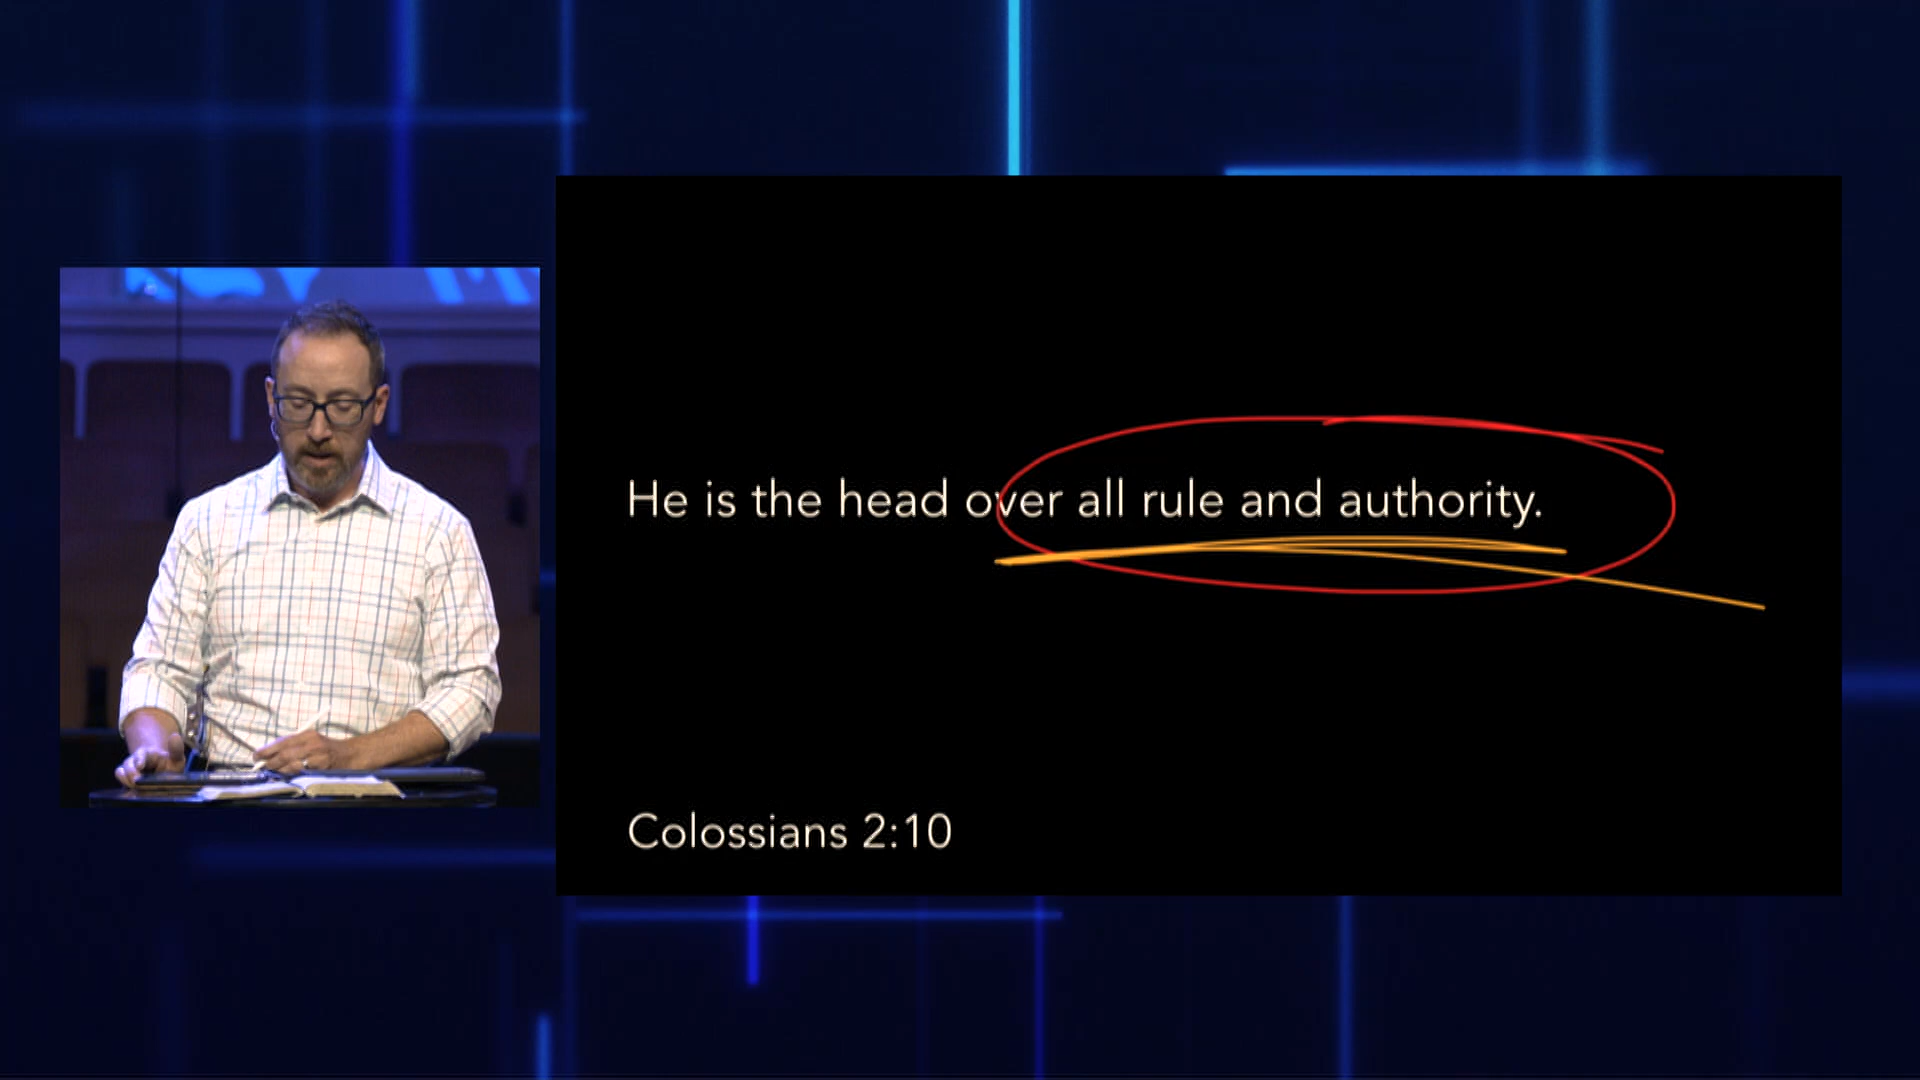 He is the head over all rule and authority.
Colossians 2:10